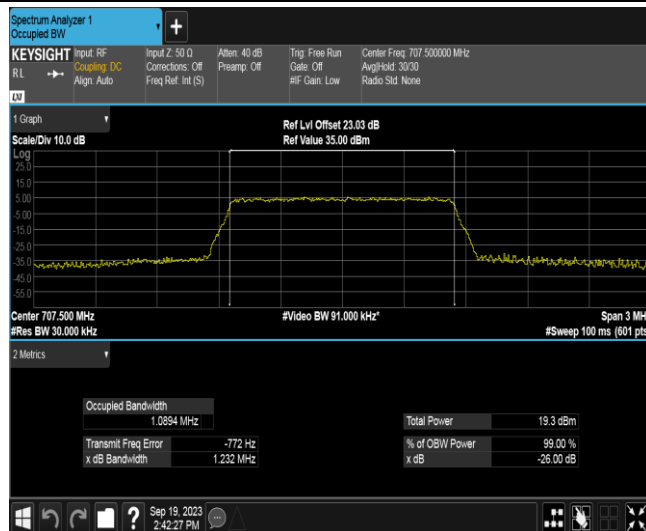 Spectrum Analyzer 1
Occupied BW
+
KEYSIGHT
RL
Input: RF
Coupling: DC
Align: Auto
Input Z: 50 Ω
Corrections: Off
Freq Ref: Int (S)
Atten: 40 dB
Preamp: Off
Trig: Free Run
Gate: Off
#IF Gain: Low
Center Freq: 707.500000 MHz
Avg|Hold: 30/30
Radio Std: None
1 Graph
Scale/Div 10.0 dB
Ref Lvl Offset 23.03 dB
Ref Value 35.00 dBm
Log
25.0
15.0
5.00
-5.00
-15.0
-25.0
-35.0
-45.0
-55.0
Center 707.500 MHz
#Video BW 91.000 kHz*
Span 3 MH
#Res BW 30.000 kHz
#Sweep 100 ms (601 pts
2 Metrics
Occupied Bandwidth
1.0894 MHz
Total Power 19.3 dBm
Transmit Freq Error -772 Hz
% of OBW Power 99.00 %
x dB Bandwidth 1.232 MHz
x dB -26.00 dB
?
Sep 19, 2023
2:42:27 PM